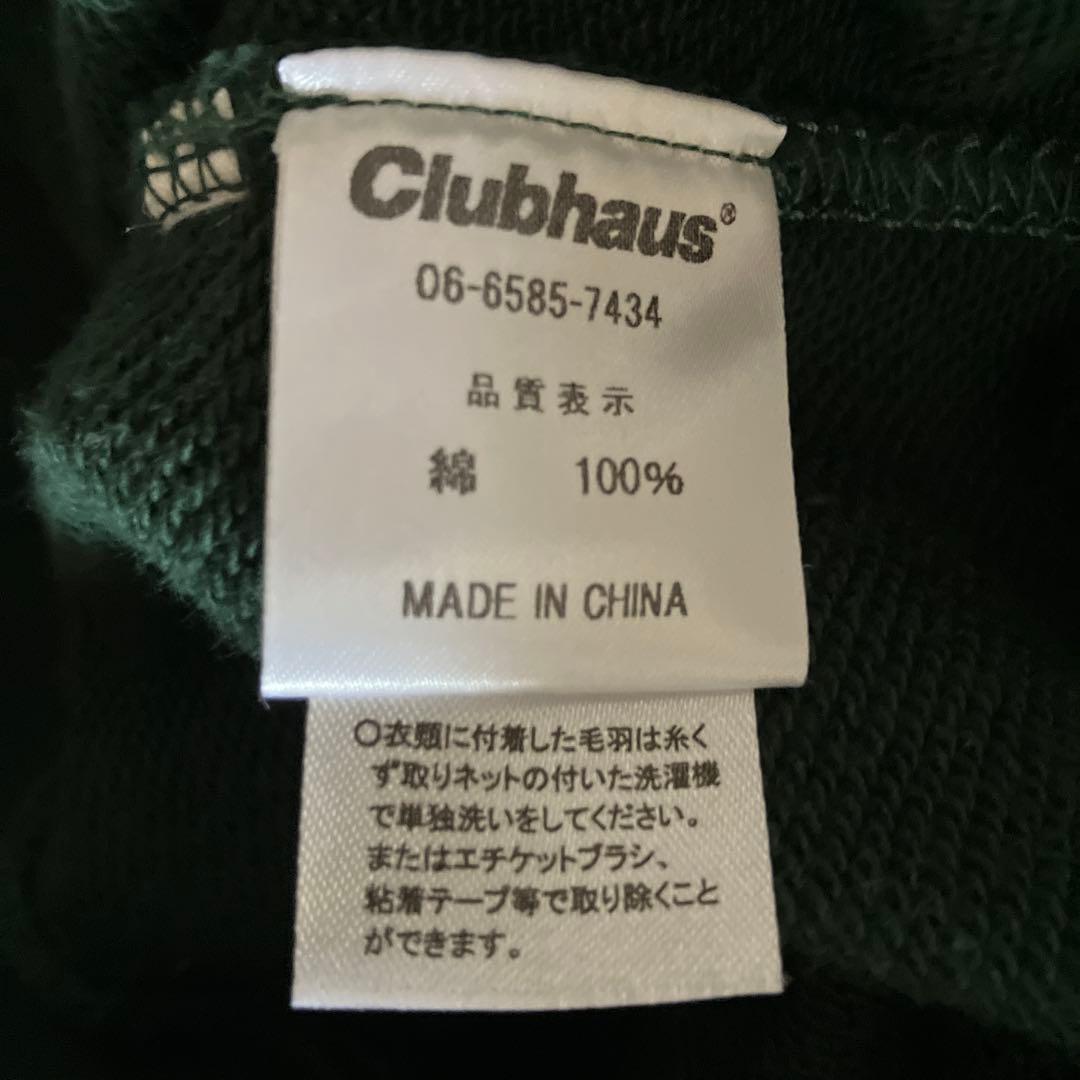 Clubhaus®
06-6585-7434
品質表示
綿 100%
MADE IN CHINA
○衣類に付着した毛羽は糸く
ず取りネットの付いた洗濯機
で単独洗いをしてください。
またはエチケットブラシ、
粘着テープ等で取り除くこと
ができます。